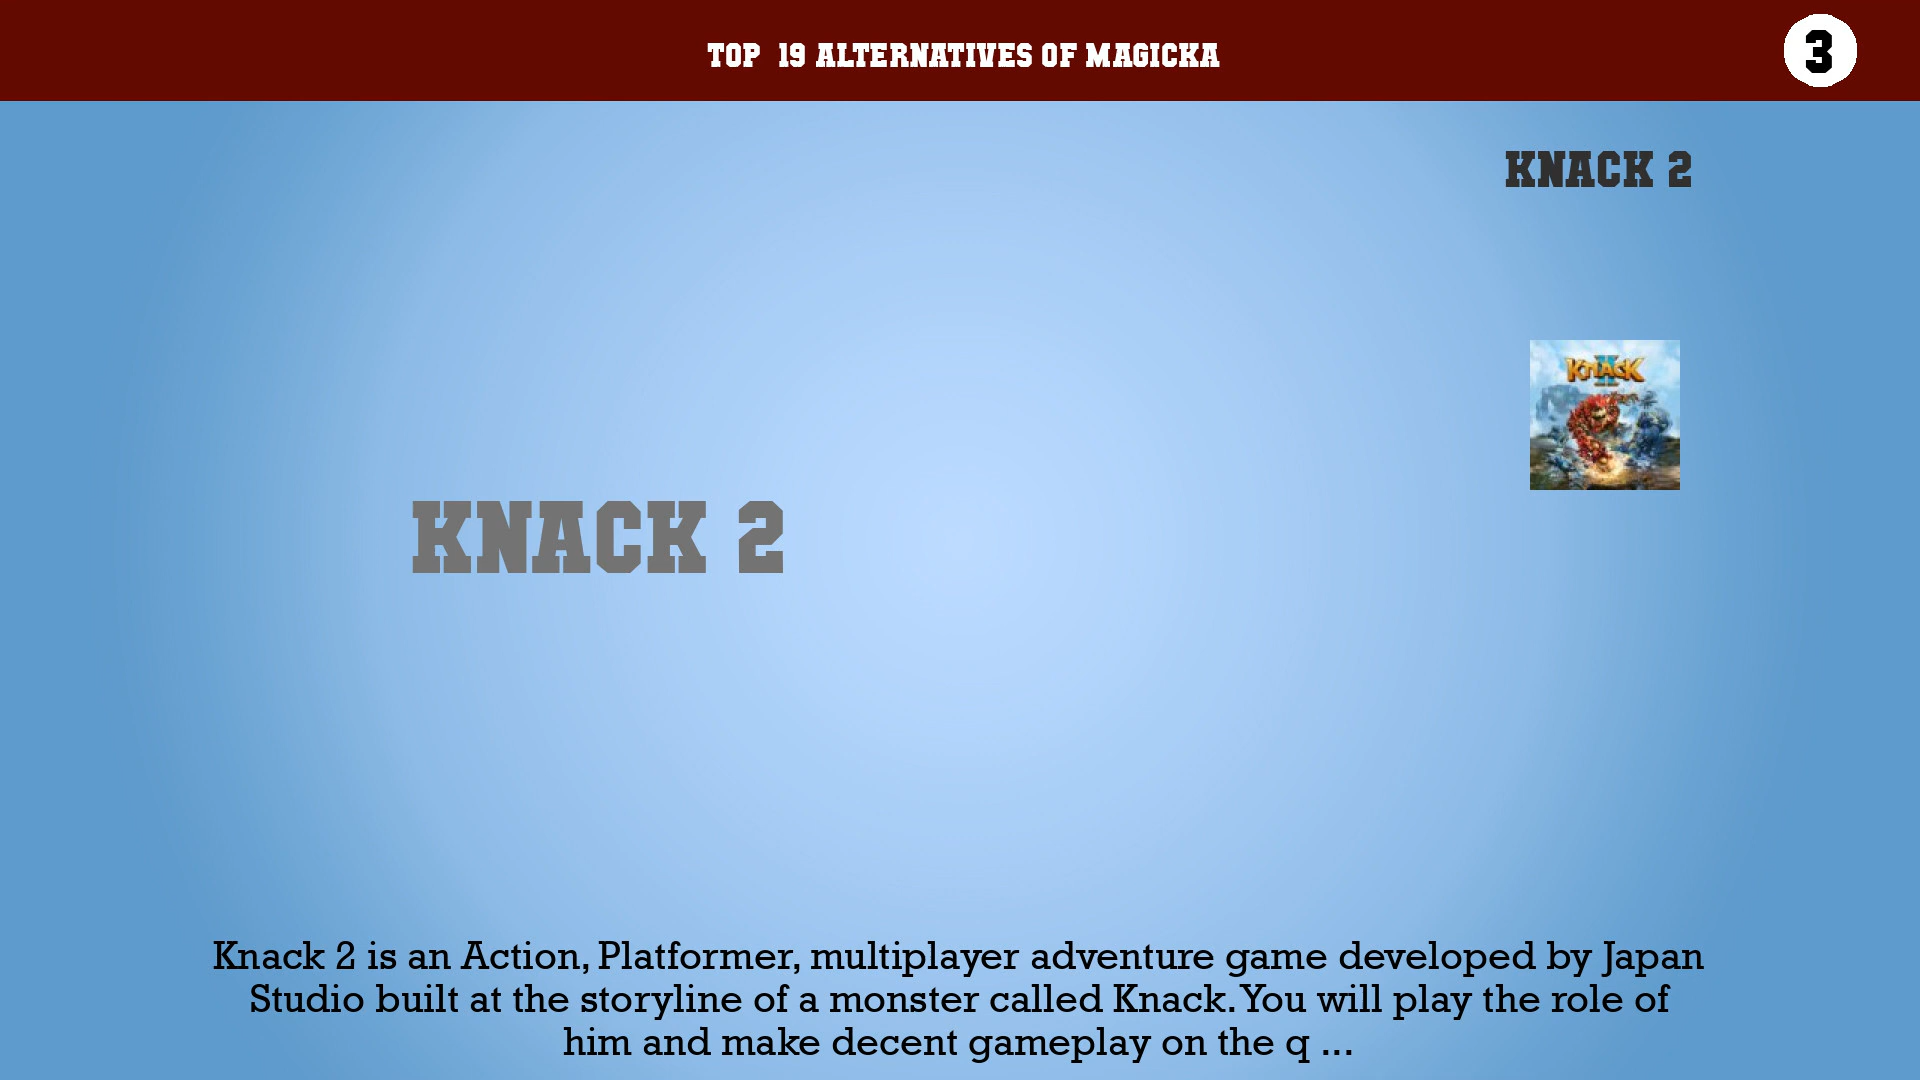 TOP 19 ALTERNATIVES OF MAGICKA
3
KNACK 2
KNACK
II
KNACK 2
Knack 2 is an Action, Platformer, multiplayer adventure game developed by Japan
Studio built at the storyline of a monster called Knack. You will play the role of
him and make decent gameplay on the q ...